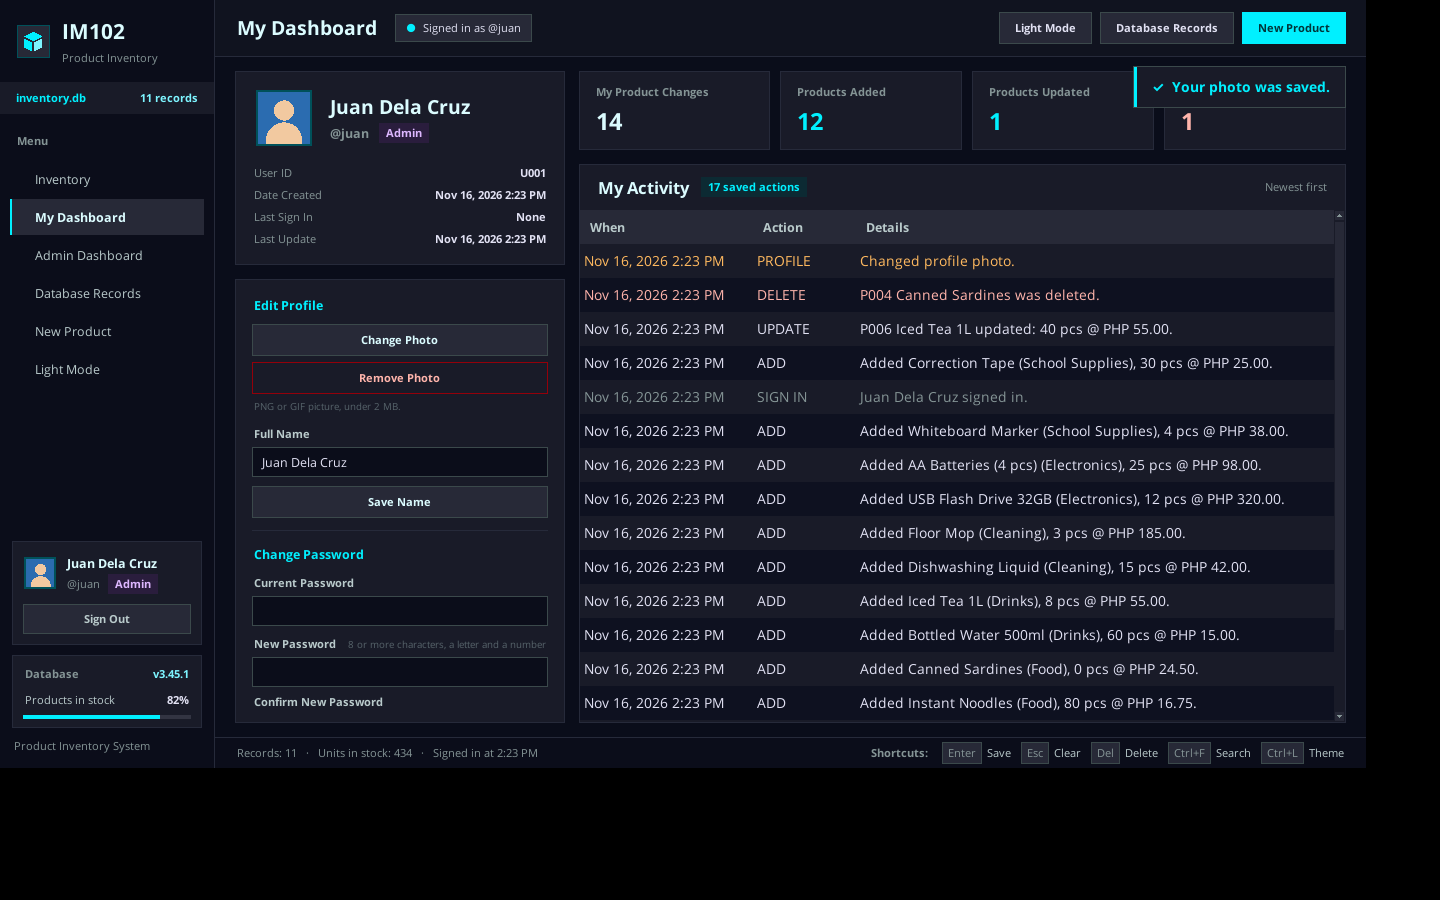 IM102
Product Inventory
inventory.db 11 records
Menu
Inventory
My Dashboard
Admin Dashboard
Database Records
New Product
Light Mode
Juan Dela Cruz
@juan Admin
Sign Out
Database v3.45.1
Products in stock 82%
Product Inventory System
My Dashboard Signed in as @juan Light Mode Database Records New Product
Juan Dela Cruz
@juan Admin
User ID U001
Date Created Nov 16, 2026 2:23 PM
Last Sign In None
Last Update Nov 16, 2026 2:23 PM
Edit Profile
Change Photo
Remove Photo
PNG or GIF picture, under 2 MB.
Full Name
Juan Dela Cruz
Save Name
Change Password
Current Password
New Password 8 or more characters, a letter and a number
Confirm New Password
My Product Changes
14
Products Added
12
Products Updated
1
✓ Your photo was saved.
1
My Activity 17 saved actions Newest first
When Action Details
Nov 16, 2026 2:23 PM PROFILE Changed profile photo.
Nov 16, 2026 2:23 PM DELETE P004 Canned Sardines was deleted.
Nov 16, 2026 2:23 PM UPDATE P006 Iced Tea 1L updated: 40 pcs @ PHP 55.00.
Nov 16, 2026 2:23 PM ADD Added Correction Tape (School Supplies), 30 pcs @ PHP 25.00.
Nov 16, 2026 2:23 PM SIGN IN Juan Dela Cruz signed in.
Nov 16, 2026 2:23 PM ADD Added Whiteboard Marker (School Supplies), 4 pcs @ PHP 38.00.
Nov 16, 2026 2:23 PM ADD Added AA Batteries (4 pcs) (Electronics), 25 pcs @ PHP 98.00.
Nov 16, 2026 2:23 PM ADD Added USB Flash Drive 32GB (Electronics), 12 pcs @ PHP 320.00.
Nov 16, 2026 2:23 PM ADD Added Floor Mop (Cleaning), 3 pcs @ PHP 185.00.
Nov 16, 2026 2:23 PM ADD Added Dishwashing Liquid (Cleaning), 15 pcs @ PHP 42.00.
Nov 16, 2026 2:23 PM ADD Added Iced Tea 1L (Drinks), 8 pcs @ PHP 55.00.
Nov 16, 2026 2:23 PM ADD Added Bottled Water 500ml (Drinks), 60 pcs @ PHP 15.00.
Nov 16, 2026 2:23 PM ADD Added Canned Sardines (Food), 0 pcs @ PHP 24.50.
Nov 16, 2026 2:23 PM ADD Added Instant Noodles (Food), 80 pcs @ PHP 16.75.
Records: 11 · Units in stock: 434 · Signed in at 2:23 PM
Shortcuts: Enter Save Esc Clear Del Delete Ctrl+F Search Ctrl+L Theme